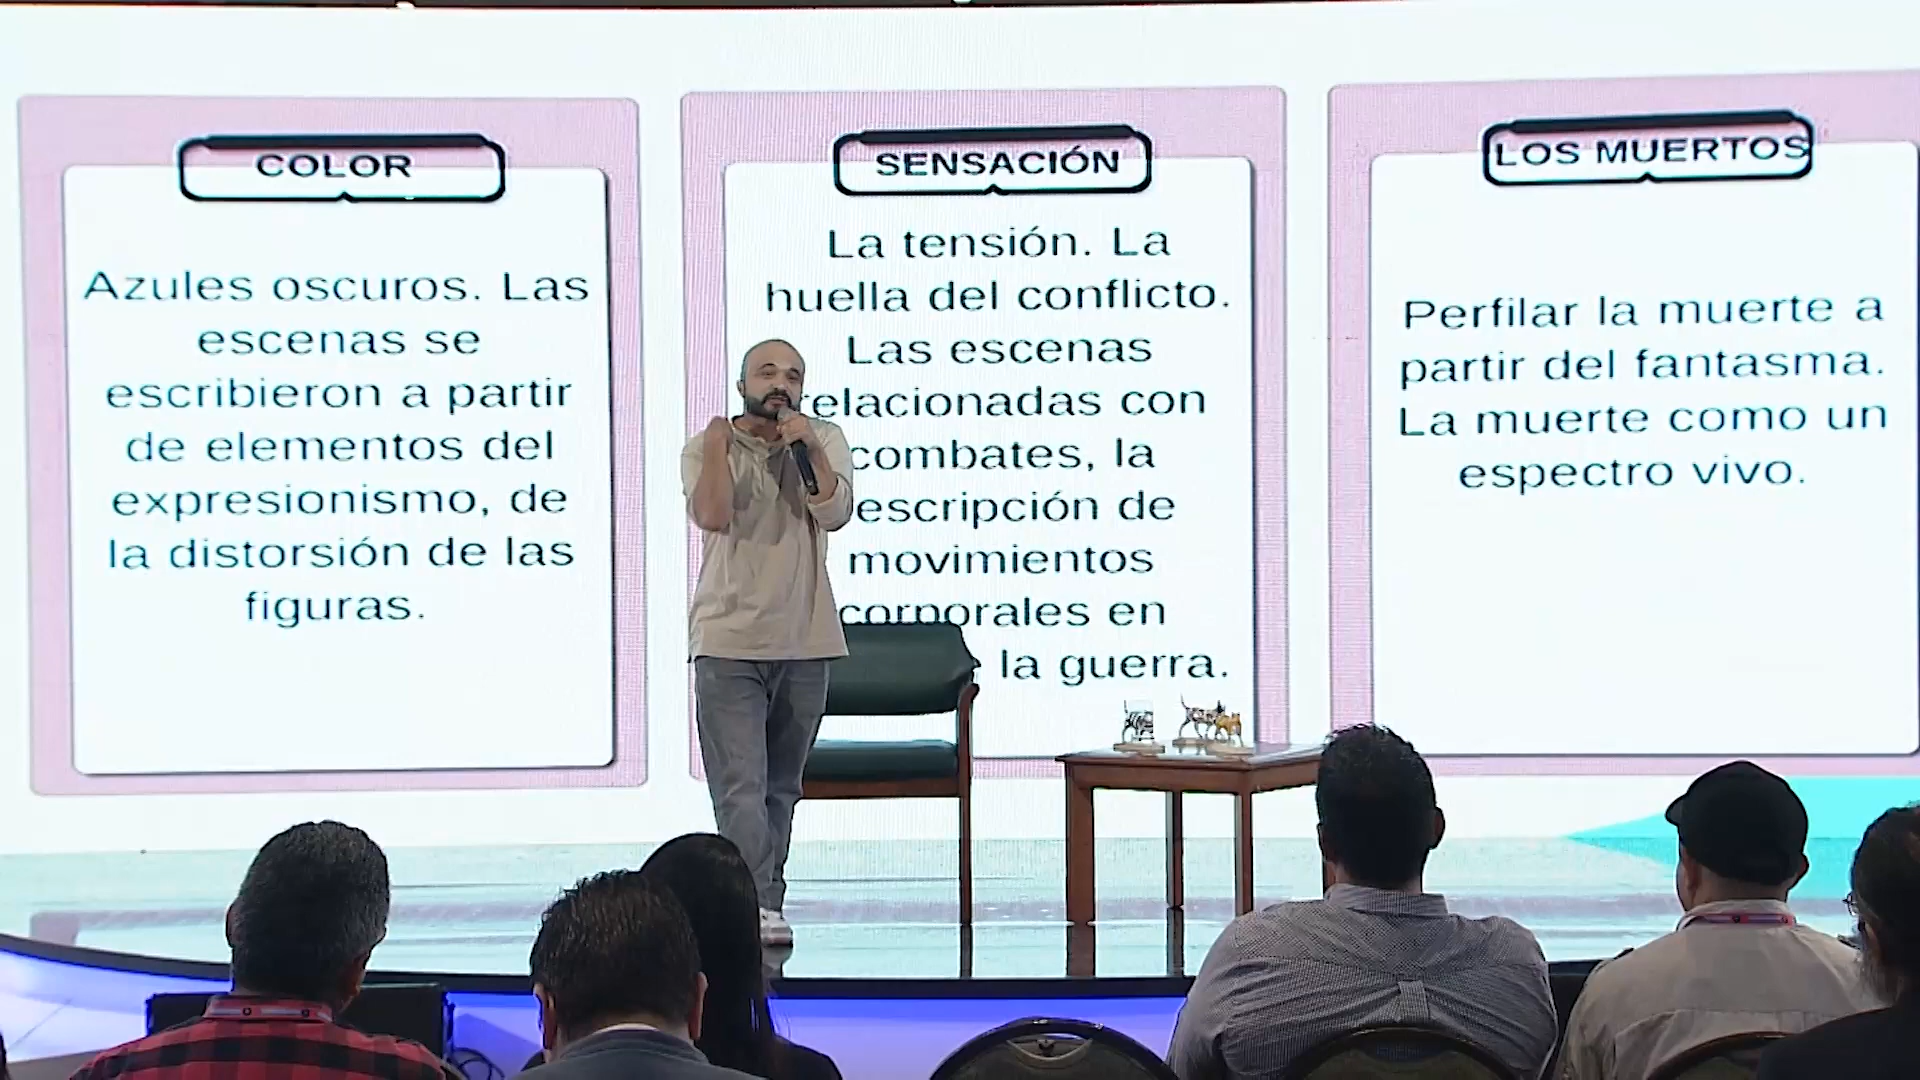 COLOR
Azules oscuros. Las
escenas se
escribieron a partir
de elementos del
expresionismo, de
la distorsión de las
figuras.
SENSACIÓN
La tensión. La
huella del conflicto.
Las escenas
relacionadas con
combates, la
escripción de
movimientos
corporales en
la guerra.
LOS MUERTOS
Perfilar la muerte a
partir del fantasma.
La muerte como un
espectro vivo.